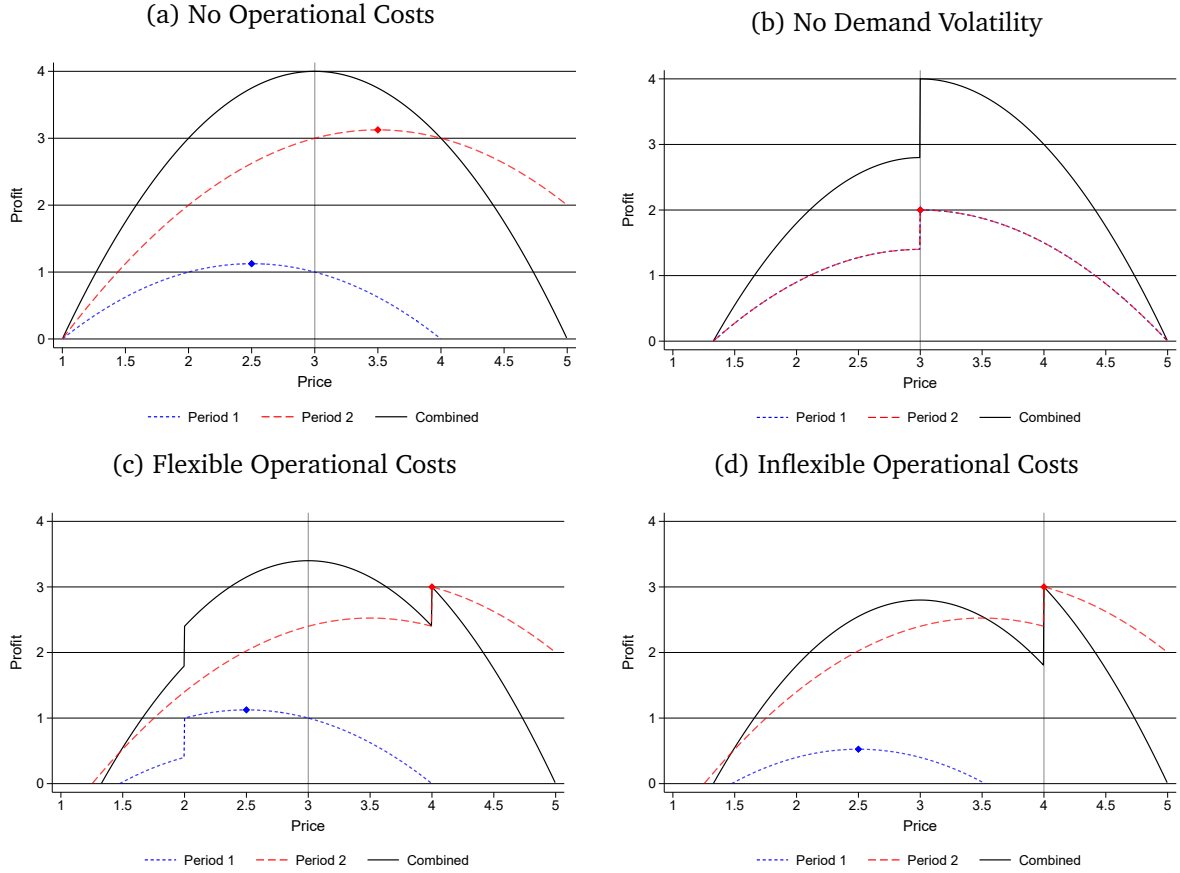 (a) No Operational Costs
4
3
2
1
0
Profit
1 1.5 2 2.5 3 3.5 4 4.5 5
Price
Period 1 Period 2 Combined
(b) No Demand Volatility
4
3
2
1
0
Profit
1 1.5 2 2.5 3 3.5 4 4.5 5
Price
Period 1 Period 2 Combined
(c) Flexible Operational Costs
4
3
2
1
0
Profit
1 1.5 2 2.5 3 3.5 4 4.5 5
Price
Period 1 Period 2 Combined
(d) Inflexible Operational Costs
4
3
2
1
0
Profit
1 1.5 2 2.5 3 3.5 4 4.5 5
Price
Period 1 Period 2 Combined